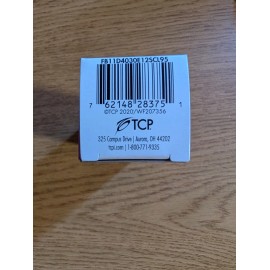 FB11D4030E12SCL95
7 62148 28375 1
©TCP 2020/WF207356
TCP
325 Campus Drive | Aurora, OH 44202
tcpi.com | 1-800-771-9335